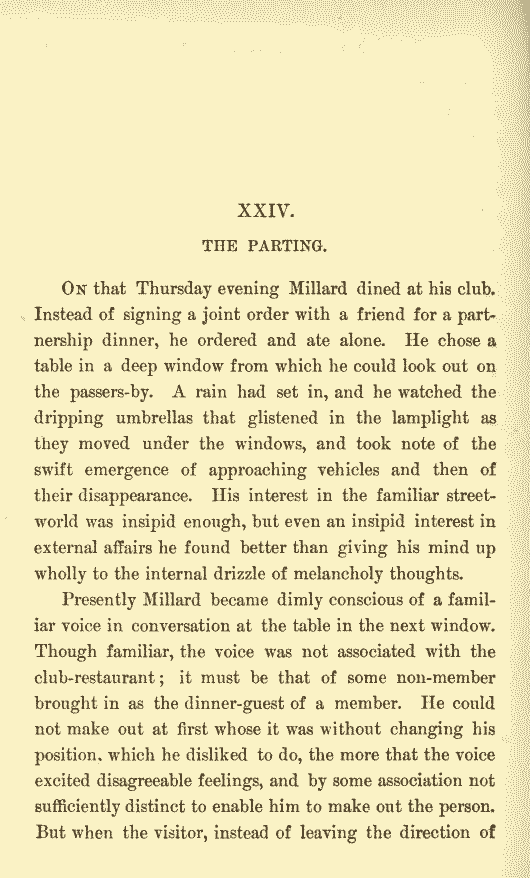 XXIV.
THE PARTING.
On that Thursday evening Millard dined at his club.
Instead of signing a joint order with a friend for a part-
nership dinner, he ordered and ate alone. He chose a
table in a deep window from which he could look out on
the passers-by. A rain had set in, and he watched the
dripping umbrellas that glistened in the lamplight as
they moved under the windows, and took note of the
swift emergence of approaching vehicles and then of
their disappearance. His interest in the familiar street-
world was insipid enough, but even an insipid interest in
external affairs he found better than giving his mind up
wholly to the internal drizzle of melancholy thoughts.
Presently Millard became dimly conscious of a famil-
iar voice in conversation at the table in the next window.
Though familiar, the voice was not associated with the
club-restaurant; it must be that of some non-member
brought in as the dinner-guest of a member. He could
not make out at first whose it was without changing his
position, which he disliked to do, the more that the voice
excited disagreeable feelings, and by some association not
sufficiently distinct to enable him to make out the person.
But when the visitor, instead of leaving the direction of